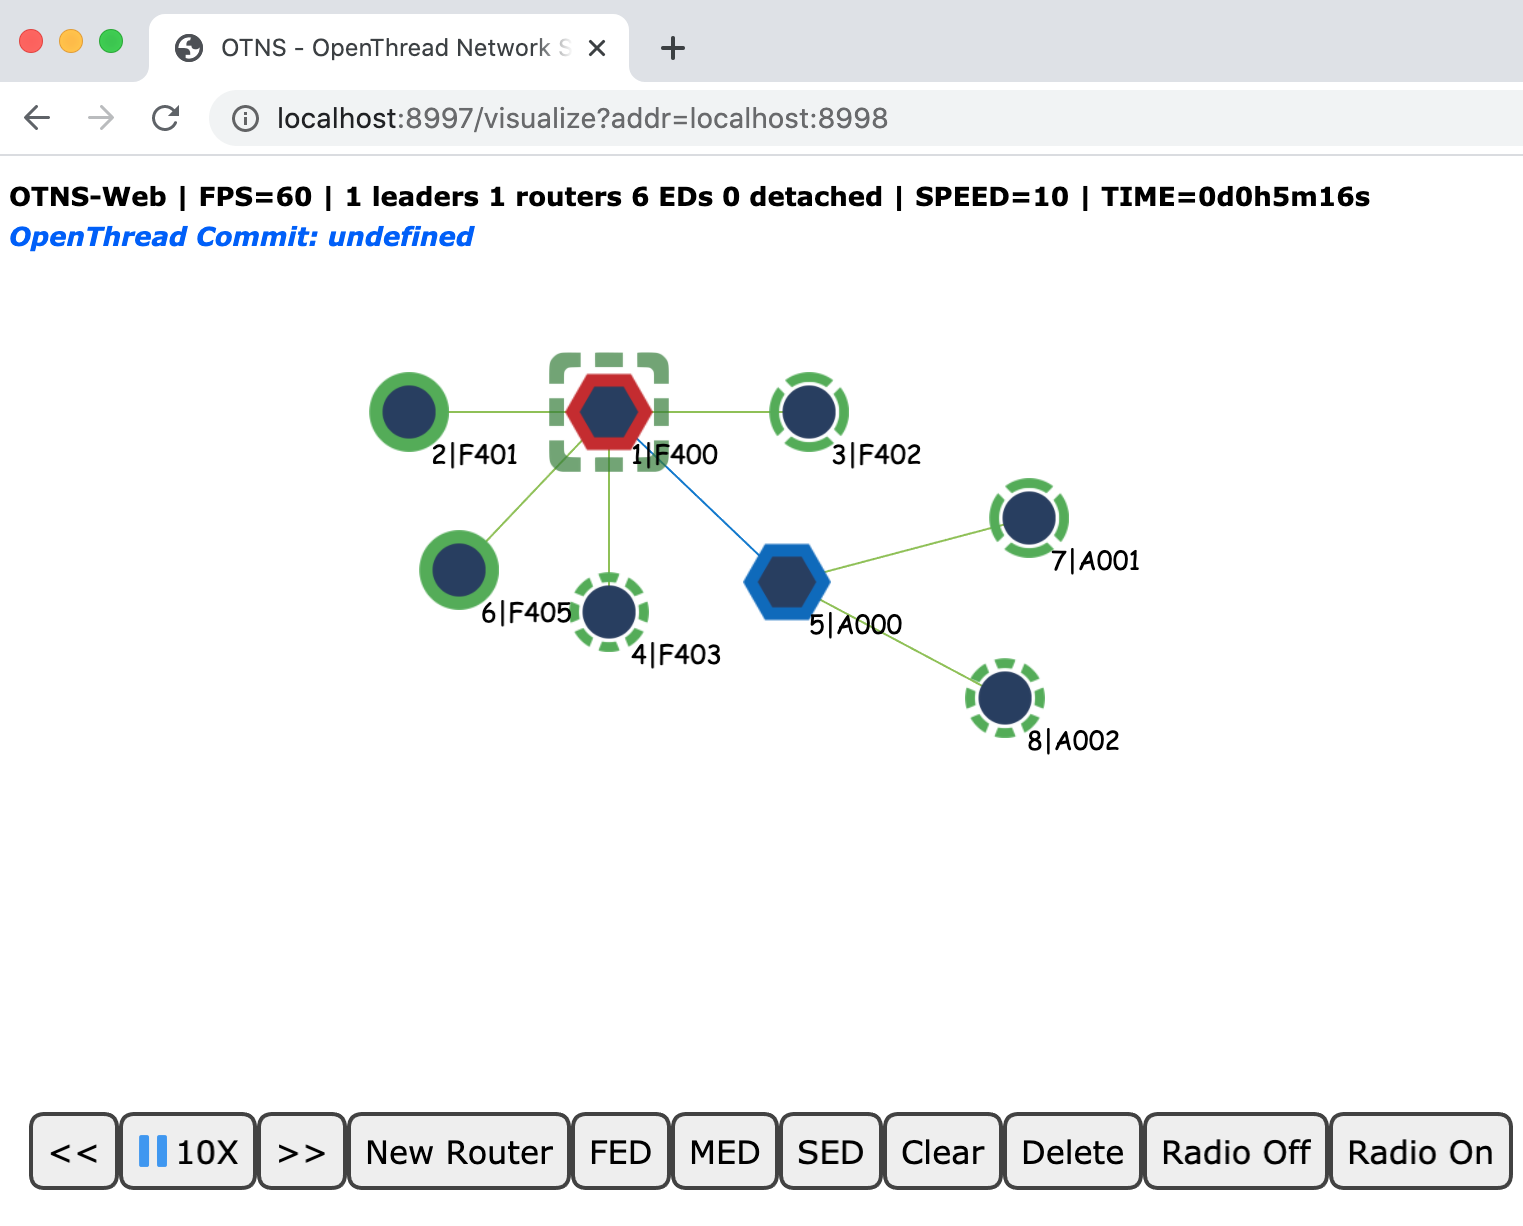 OTNS - OpenThread Network S
localhost:8997/visualize?addr=localhost:8998
OTNS-Web | FPS=60 | 1 leaders 1 routers 6 EDs 0 detached | SPEED=10 | TIME=0d0h5m16s
OpenThread Commit: undefined
2|F401
1|F400
3|F402
7|A001
6|F405
5|A000
4|F403
8|A002
<<
10X
>>
New Router
FED
MED
SED
Clear
Delete
Radio Off
Radio On